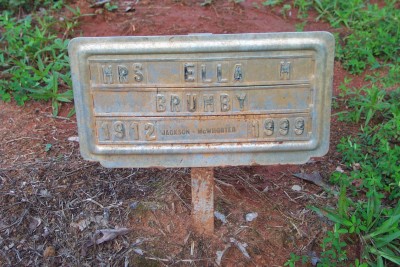 MRS ELLA M
BRUMBY
1912 JACKSON - McWHORTER 1999